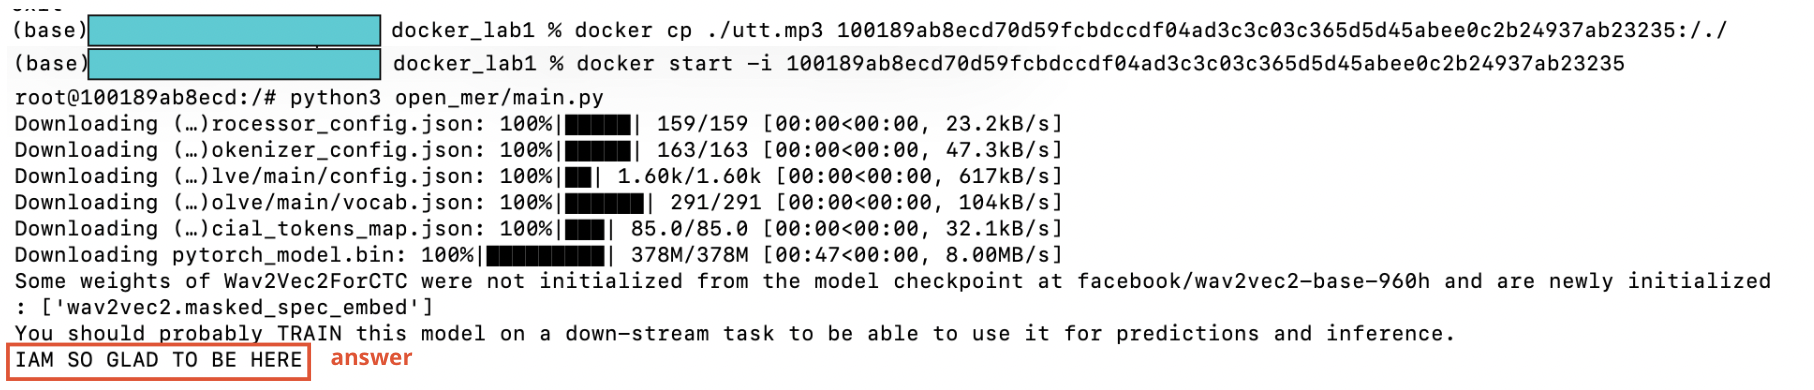 (base) docker_lab1 % docker cp ./utt.mp3 100189ab8ecd70d59fcbdccdf04ad3c3c03c365d5d45abee0c2b24937ab23235:/./
(base) docker_lab1 % docker start -i 100189ab8ecd70d59fcbdccdf04ad3c3c03c365d5d45abee0c2b24937ab23235
root@100189ab8ecd:/# python3 open_mer/main.py
Downloading (…)rocessor_config.json: 100%|█████| 159/159 [00:00<00:00, 23.2kB/s]
Downloading (…)okenizer_config.json: 100%|█████| 163/163 [00:00<00:00, 47.3kB/s]
Downloading (…)lve/main/config.json: 100%|██| 1.60k/1.60k [00:00<00:00, 617kB/s]
Downloading (…)olve/main/vocab.json: 100%|██████| 291/291 [00:00<00:00, 104kB/s]
Downloading (…)cial_tokens_map.json: 100%|███| 85.0/85.0 [00:00<00:00, 32.1kB/s]
Downloading pytorch_model.bin: 100%|█████████| 378M/378M [00:47<00:00, 8.00MB/s]
Some weights of Wav2Vec2ForCTC were not initialized from the model checkpoint at facebook/wav2vec2-base-960h and are newly initialized
: ['wav2vec2.masked_spec_embed']
You should probably TRAIN this model on a down-stream task to be able to use it for predictions and inference.
IAM SO GLAD TO BE HERE answer